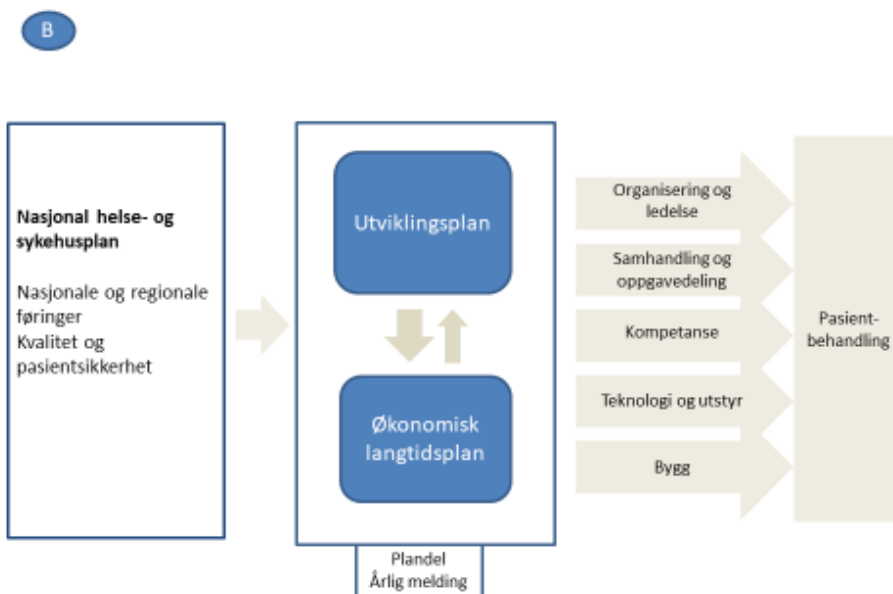 B
Nasjonal helse- og
sykehusplan
Nasjonale og regionale
føringer
Kvalitet og
pasientsikkerhet
Utviklingsplan
Økonomisk
langtidsplan
Plandel
Årlig melding
Organisering og
ledelse
Samhandling og
oppgavedeling
Kompetanse
Teknologi og utstyr
Bygg
Pasient-
behandling